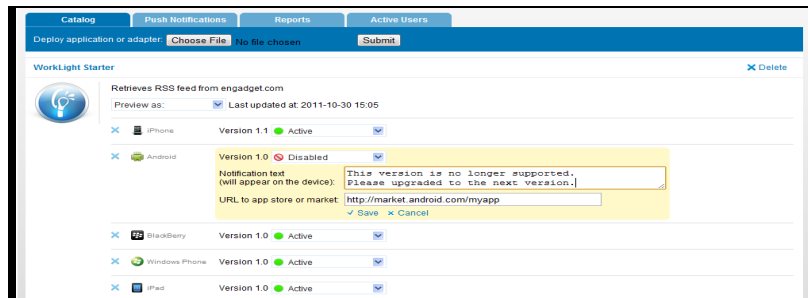 Catalog Push Notifications Reports Active Users
Deploy application or adapter: Choose File No file chosen Submit
WorkLight Starter Delete
Retrieves RSS feed from engadget.com
Preview as: Last updated at: 2011-10-30 15:05
iPhone Version 1.1 Active
Android Version 1.0 Disabled
Notification text This version is no longer supported.
(will appear on the device): Please upgraded to the next version.
URL to app store or market: http://market.android.com/myapp
Save Cancel
BlackBerry Version 1.0 Active
Windows Phone Version 1.0 Active
iPad Version 1.0 Active